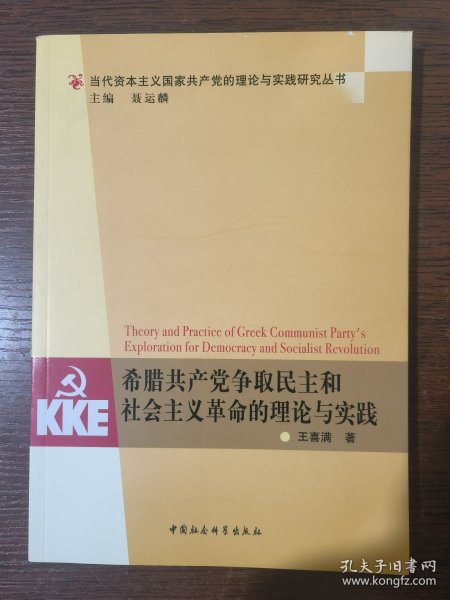 当代资本主义国家共产党的理论与实践研究丛书
主编 聂运麟
Theory and Practice of Greek Communist Party's
Exploration for Democracy and Socialist Revolution
希腊共产党争取民主和
社会主义革命的理论与实践
KKE
王喜满 著
中国社会科学出版社
孔夫子旧书网
www.kongfz.com